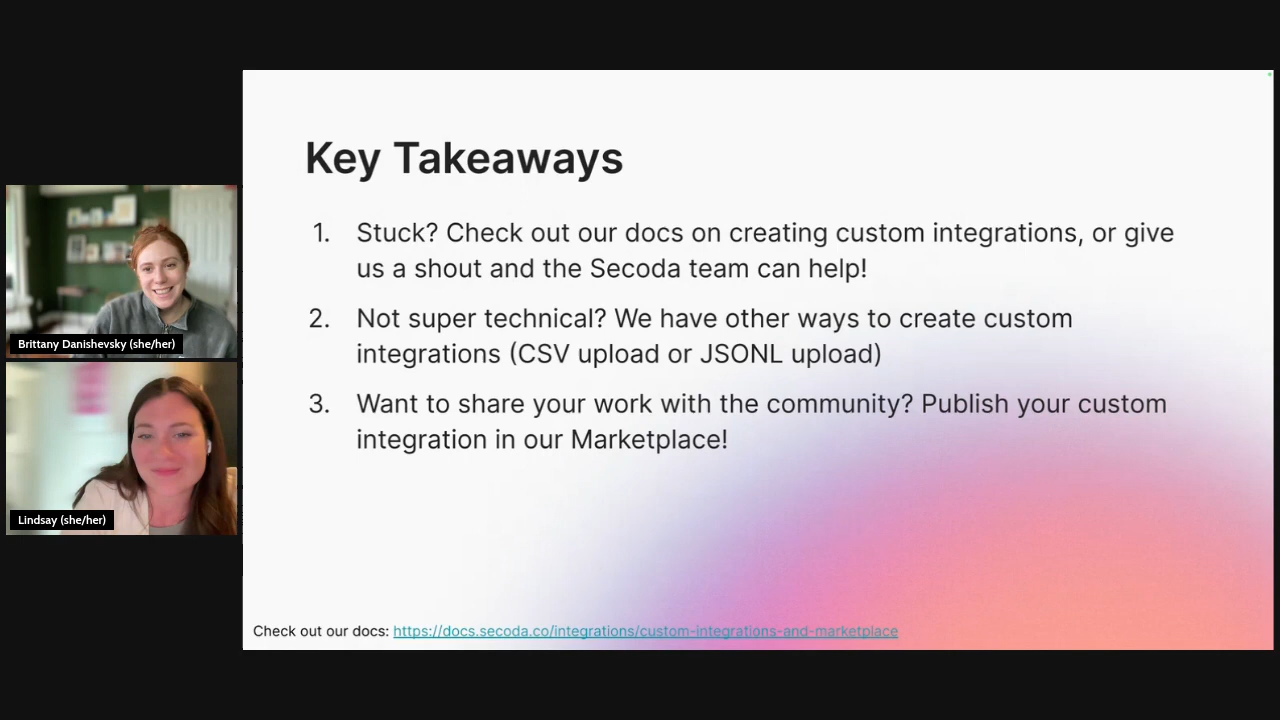 Key Takeaways
1. Stuck? Check out our docs on creating custom integrations, or give
us a shout and the Secoda team can help!
2. Not super technical? We have other ways to create custom
integrations (CSV upload or JSONL upload)
3. Want to share your work with the community? Publish your custom
integration in our Marketplace!
Brittany Danishevsky (she/her)
Lindsay (she/her)
Check out our docs: https://docs.secoda.co/integrations/custom-integrations-and-marketplace